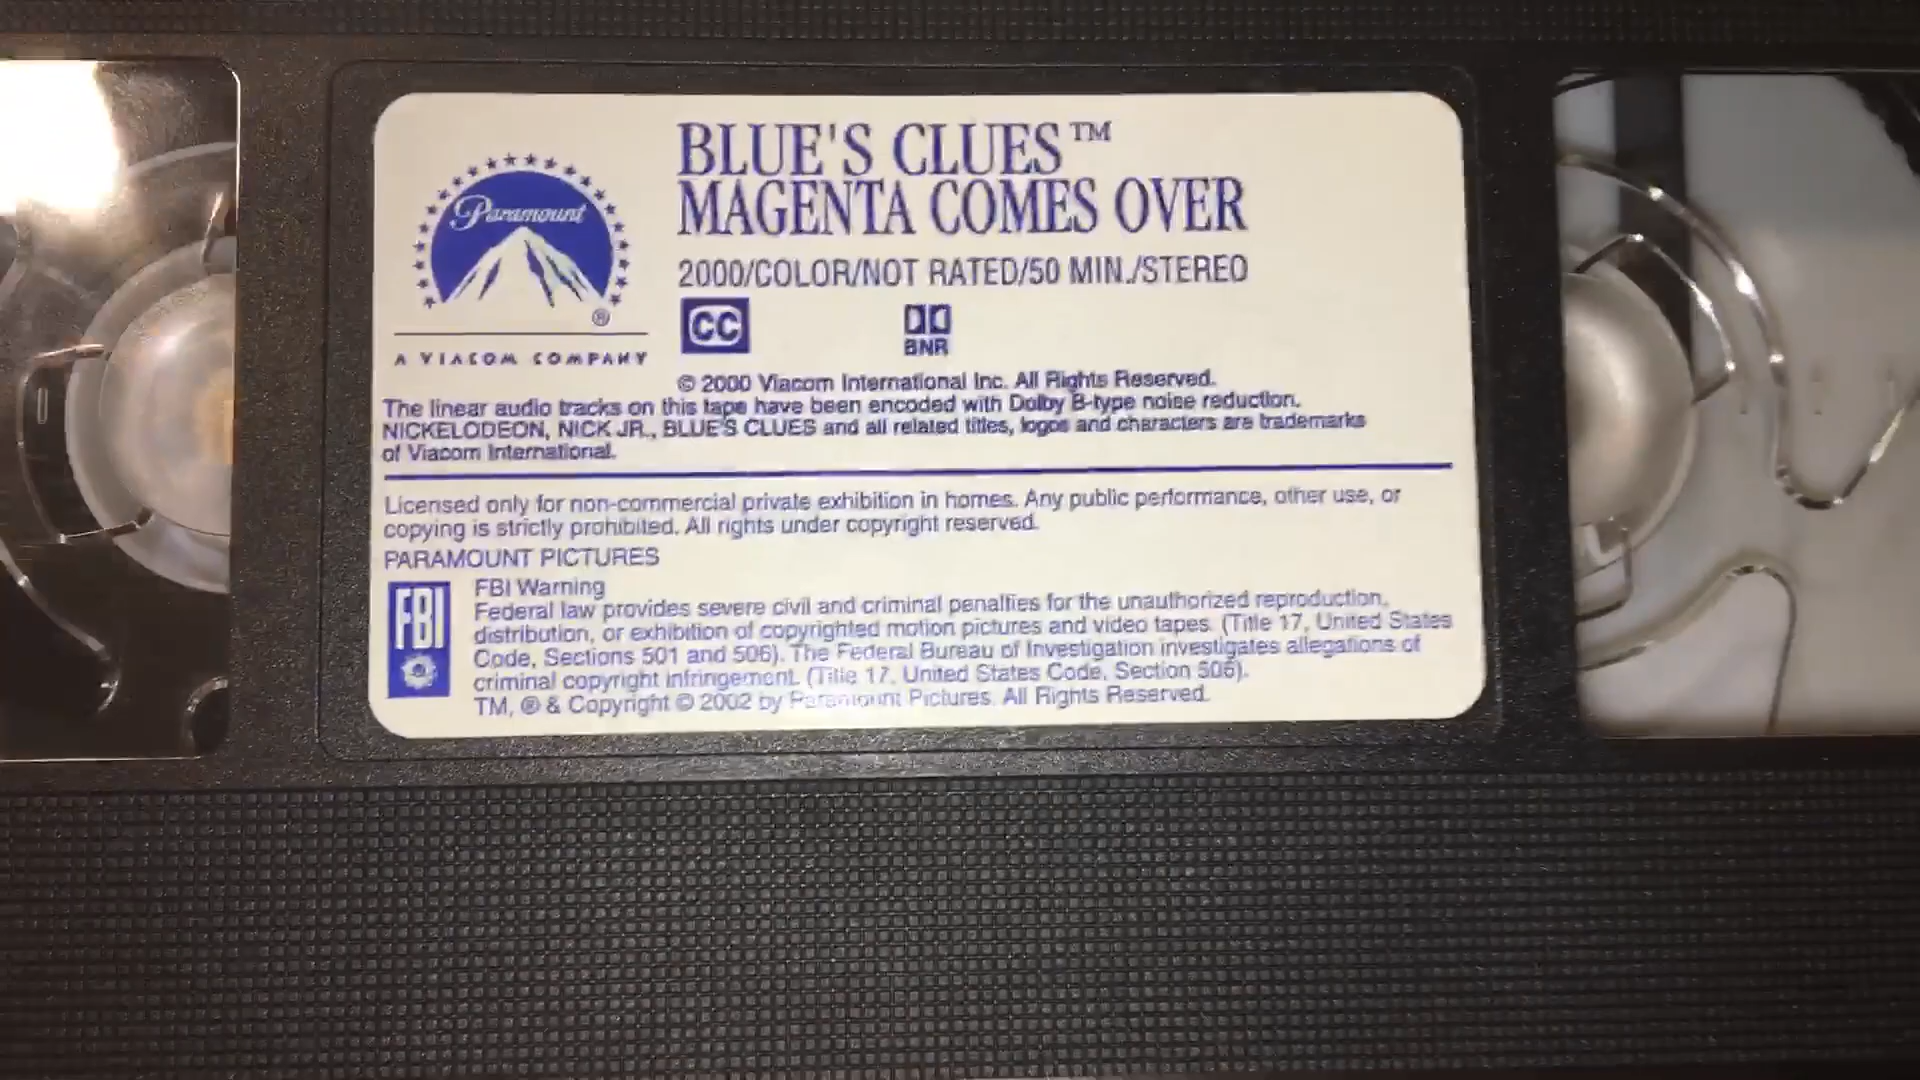 BLUE'S CLUES™
MAGENTA COMES OVER
Paramount
®
A VIACOM COMPANY
2000/COLOR/NOT RATED/50 MIN./STEREO
CC
BNR
© 2000 Viacom International Inc. All Rights Reserved.
The linear audio tracks on this tape have been encoded with Dolby B-type noise reduction.
NICKELODEON, NICK JR., BLUE'S CLUES and all related titles, logos and characters are trademarks
of Viacom International.
Licensed only for non-commercial private exhibition in homes. Any public performance, other use, or
copying is strictly prohibited. All rights under copyright reserved.
PARAMOUNT PICTURES
FBI
FBI Warning
Federal law provides severe civil and criminal penalties for the unauthorized reproduction,
distribution, or exhibition of copyrighted motion pictures and video tapes. (Title 17, United States
Code, Sections 501 and 506). The Federal Bureau of Investigation investigates allegations of
criminal copyright infringement. (Title 17, United States Code, Section 506).
TM, ® & Copyright © 2002 by Paramount Pictures. All Rights Reserved.